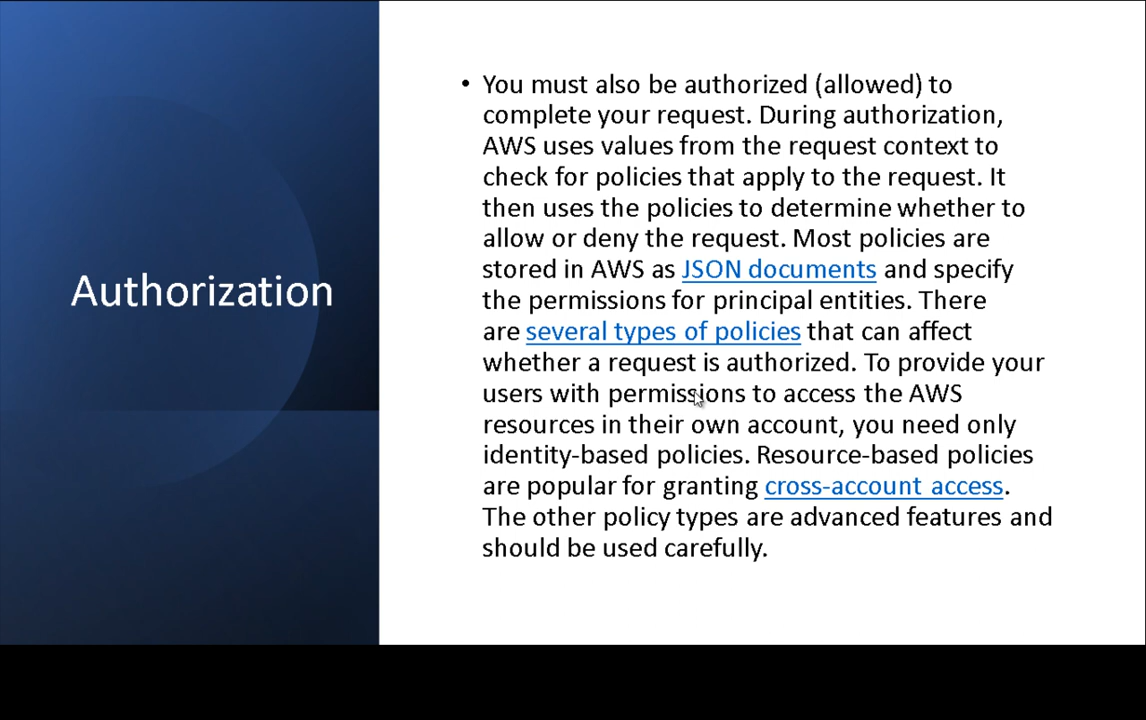 Authorization
• You must also be authorized (allowed) to
complete your request. During authorization,
AWS uses values from the request context to
check for policies that apply to the request. It
then uses the policies to determine whether to
allow or deny the request. Most policies are
stored in AWS as JSON documents and specify
the permissions for principal entities. There
are several types of policies that can affect
whether a request is authorized. To provide your
users with permissions to access the AWS
resources in their own account, you need only
identity-based policies. Resource-based policies
are popular for granting cross-account access.
The other policy types are advanced features and
should be used carefully.